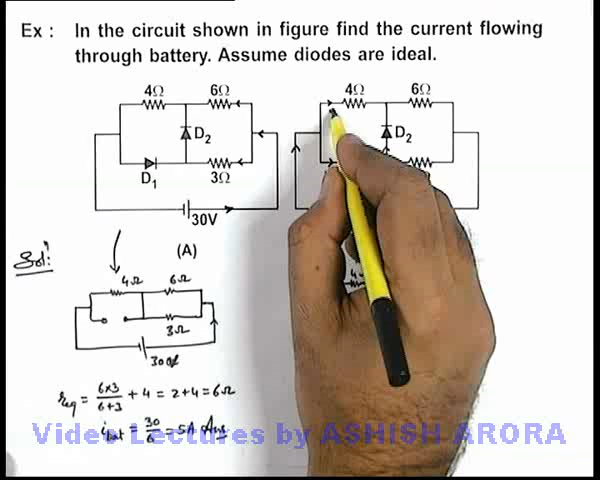 Ex : In the circuit shown in figure find the current flowing
through battery. Assume diodes are ideal.
4Ω 6Ω
D2
D1 3Ω
30V
(A)
4Ω 6Ω
D2
Sol:
4Ω 6Ω
3Ω
30V
req = 6×3 / 6+3 + 4 = 2+4 = 6Ω
ibat = 30/6 = 5A Ans
Video Lectures by ASHISH ARORA